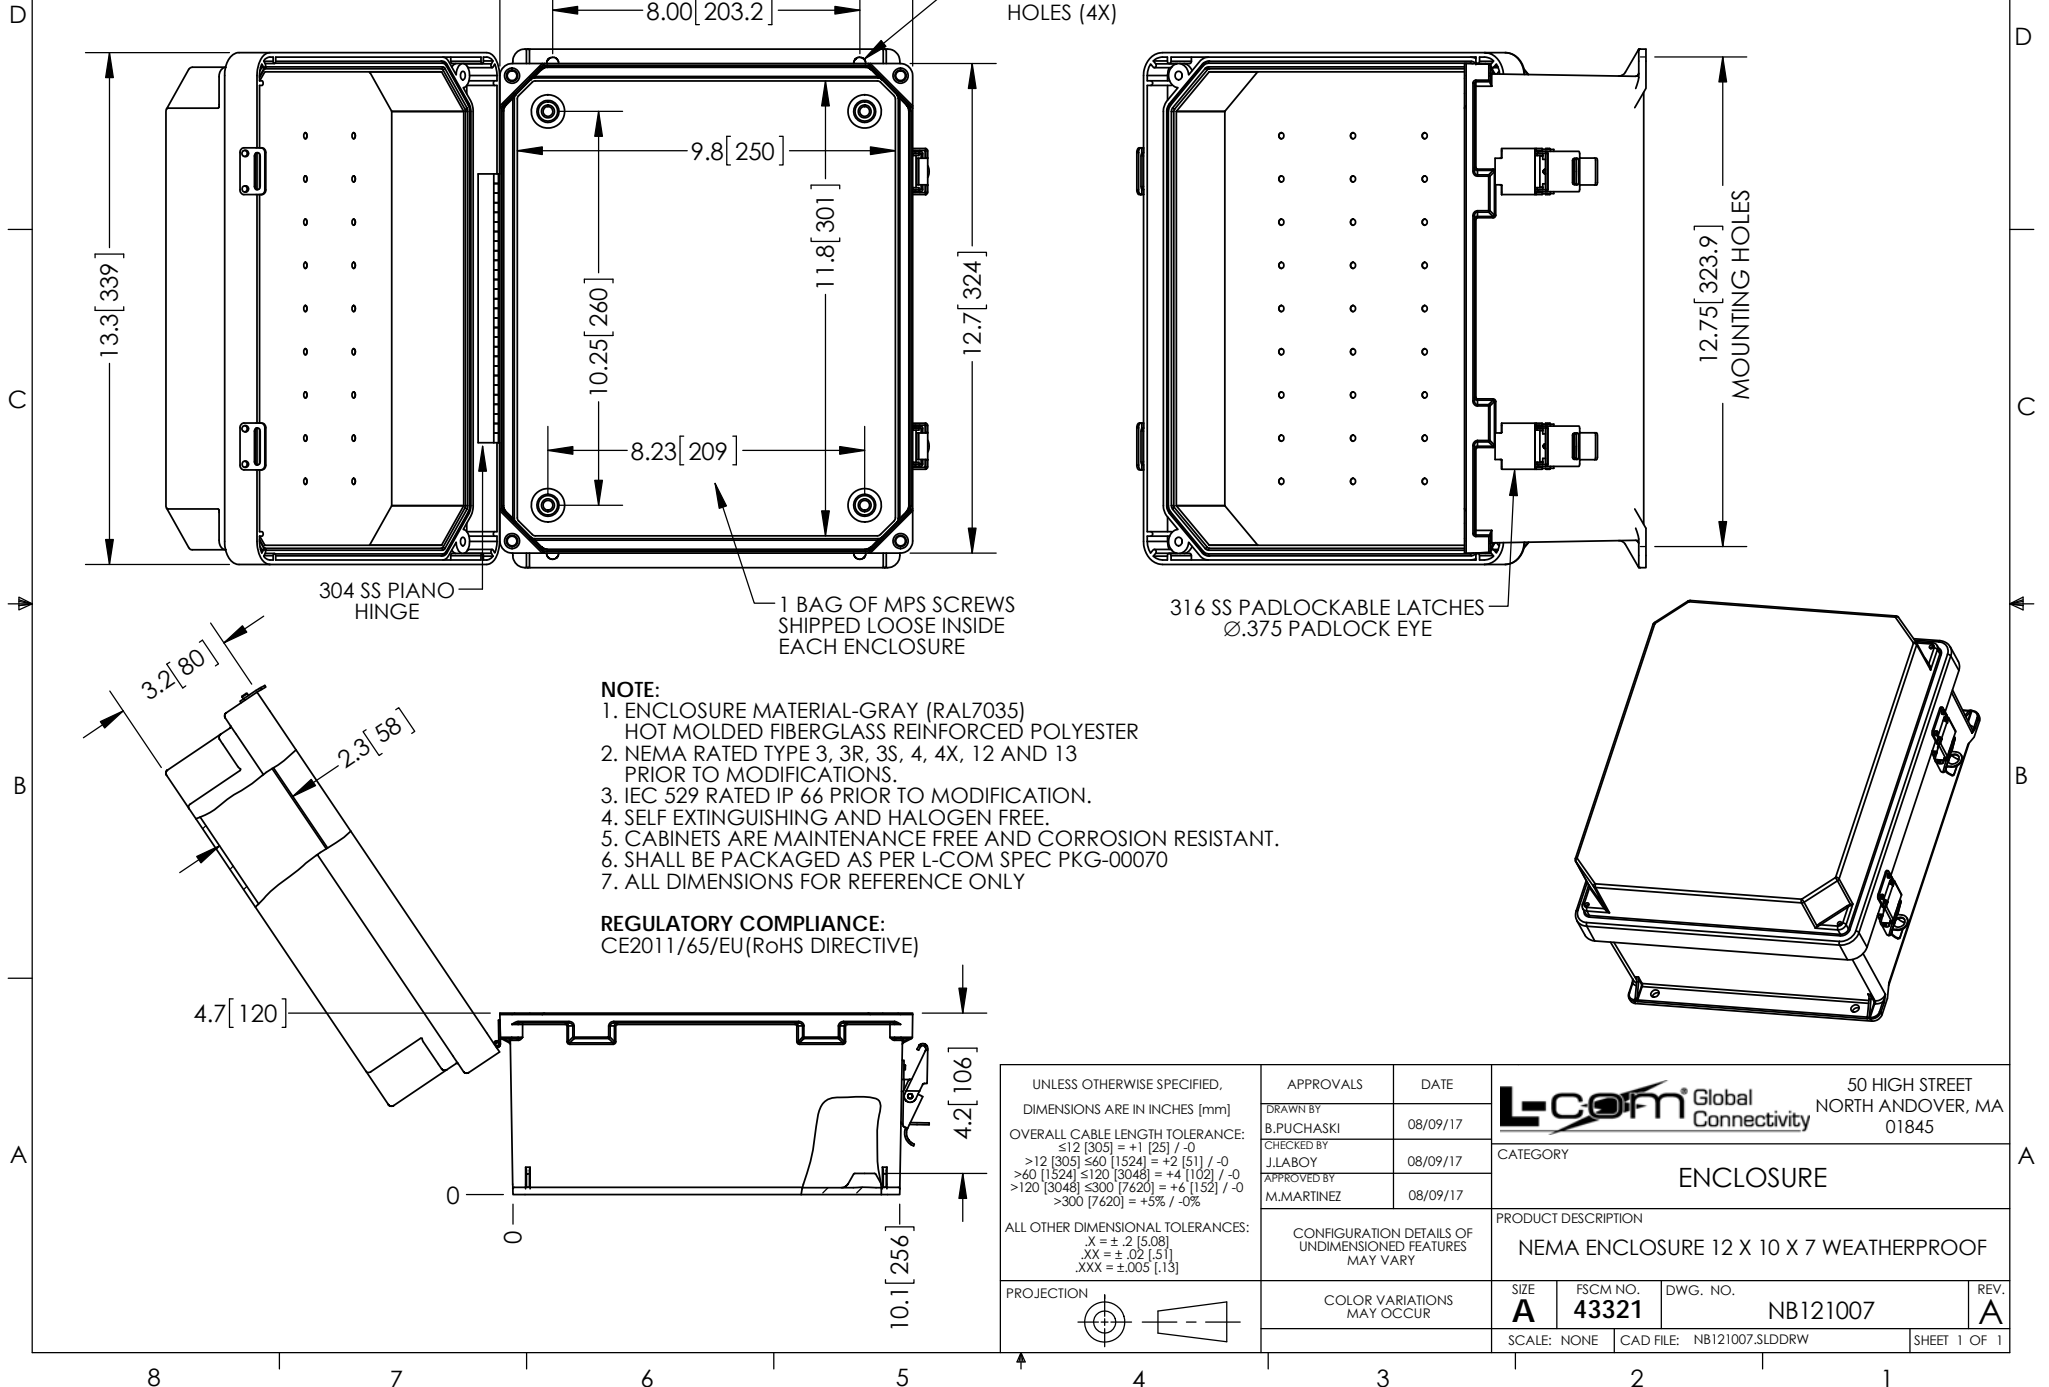 D
8.00[203.2]
HOLES (4X)
D
9.8[250]
11.8[301]
10.25[260]
12.7[324]
13.3[339]
8.23[209]
12.75[323.9]
MOUNTING HOLES
C
C
304 SS PIANO
HINGE
1 BAG OF MPS SCREWS
SHIPPED LOOSE INSIDE
EACH ENCLOSURE
316 SS PADLOCKABLE LATCHES
Ø.375 PADLOCK EYE
3.2[80]
2.3[58]
NOTE:
1. ENCLOSURE MATERIAL-GRAY (RAL7035)
HOT MOLDED FIBERGLASS REINFORCED POLYESTER
2. NEMA RATED TYPE 3, 3R, 3S, 4, 4X, 12 AND 13
PRIOR TO MODIFICATIONS.
3. IEC 529 RATED IP 66 PRIOR TO MODIFICATION.
4. SELF EXTINGUISHING AND HALOGEN FREE.
5. CABINETS ARE MAINTENANCE FREE AND CORROSION RESISTANT.
6. SHALL BE PACKAGED AS PER L-COM SPEC PKG-00070
7. ALL DIMENSIONS FOR REFERENCE ONLY
REGULATORY COMPLIANCE:
CE2011/65/EU(RoHS DIRECTIVE)
B
B
4.7[120]
4.2[106]
0
0
10.1[256]
A
A
UNLESS OTHERWISE SPECIFIED,
DIMENSIONS ARE IN INCHES [mm]
OVERALL CABLE LENGTH TOLERANCE:
≤12 [305] = +1 [25] / -0
>12 [305] ≤60 [1524] = +2 [51] / -0
>60 [1524] ≤120 [3048] = +4 [102] / -0
>120 [3048] ≤300 [7620] = +6 [152] / -0
>300 [7620] = +5% / -0%
ALL OTHER DIMENSIONAL TOLERANCES:
.X = ± .2 [5.08]
.XX = ± .02 [.51]
.XXX = ±.005 [.13]
PROJECTION
APPROVALS
DATE
DRAWN BY
B.PUCHASKI
08/09/17
CHECKED BY
J.LABOY
08/09/17
APPROVED BY
M.MARTINEZ
08/09/17
CONFIGURATION DETAILS OF
UNDIMENSIONED FEATURES
MAY VARY
COLOR VARIATIONS
MAY OCCUR
L-com® Global
Connectivity
50 HIGH STREET
NORTH ANDOVER, MA
01845
CATEGORY
ENCLOSURE
PRODUCT DESCRIPTION
NEMA ENCLOSURE 12 X 10 X 7 WEATHERPROOF
SIZE
A
FSCM NO.
43321
DWG. NO.
NB121007
REV.
A
SCALE: NONE
CAD FILE: NB121007.SLDDRW
SHEET 1 OF 1
8
7
6
5
4
3
2
1